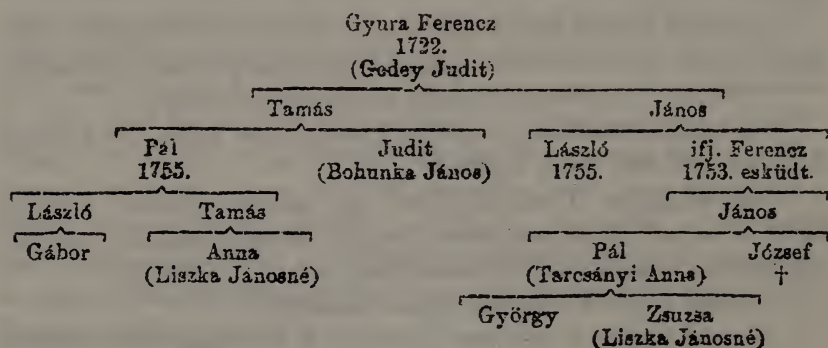 Gyura Ferencz
1722.
(Godey Judit)
Tamás János
Pál Judit László ifj. Ferencz
1755. (Bohunka János) 1755. 1753. esküdt.
László Tamás János
Gábor Anna Pál József
(Liszka Jánosné) (Tarcsányi Anna) †
György Zsuzsa
(Liszka Jánosné)